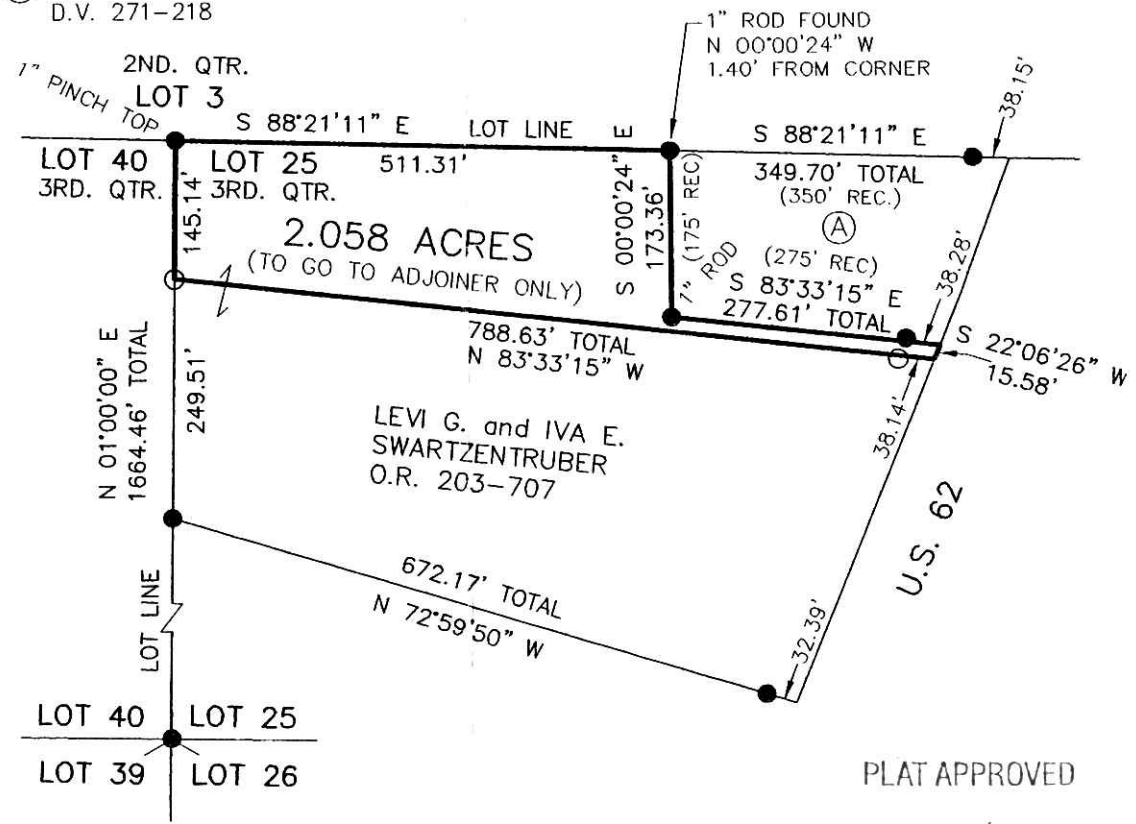 D.V. 271-218
1" ROD FOUND
N 00°00'24" W
1.40' FROM CORNER
2ND. QTR.
LOT 3
1" PINCH TOP
38.15'
S 88°21'11" E
LOT LINE
S 88°21'11" E
LOT 40
3RD. QTR.
LOT 25
3RD. QTR.
511.31'
349.70' TOTAL
(350' REC.)
A
145.14'
2.058 ACRES
(TO GO TO ADJOINER ONLY)
S 00°00'24" E
173.36'
(175' REC)
1" ROD
(275' REC)
S 83°33'15" E
277.61' TOTAL
38.28'
S 22°06'26" W
15.58'
788.63' TOTAL
N 83°33'15" W
38.14'
N 01°00'00" E
1664.46' TOTAL
249.51'
LEVI G. and IVA E.
SWARTZENTRUBER
O.R. 203-707
U.S. 62
672.17' TOTAL
N 72°59'50" W
32.39'
LOT LINE
LOT 40
LOT 25
LOT 39
LOT 26
PLAT APPROVED